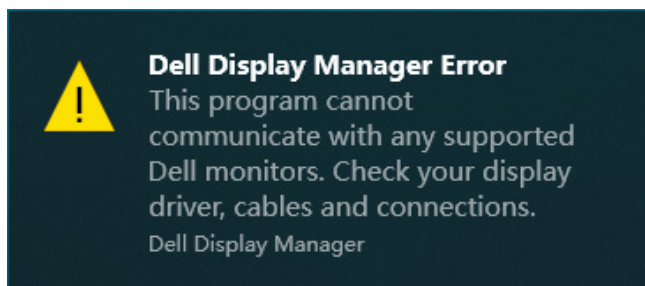 Dell Display Manager Error
This program cannot
communicate with any supported
Dell monitors. Check your display
driver, cables and connections.
Dell Display Manager